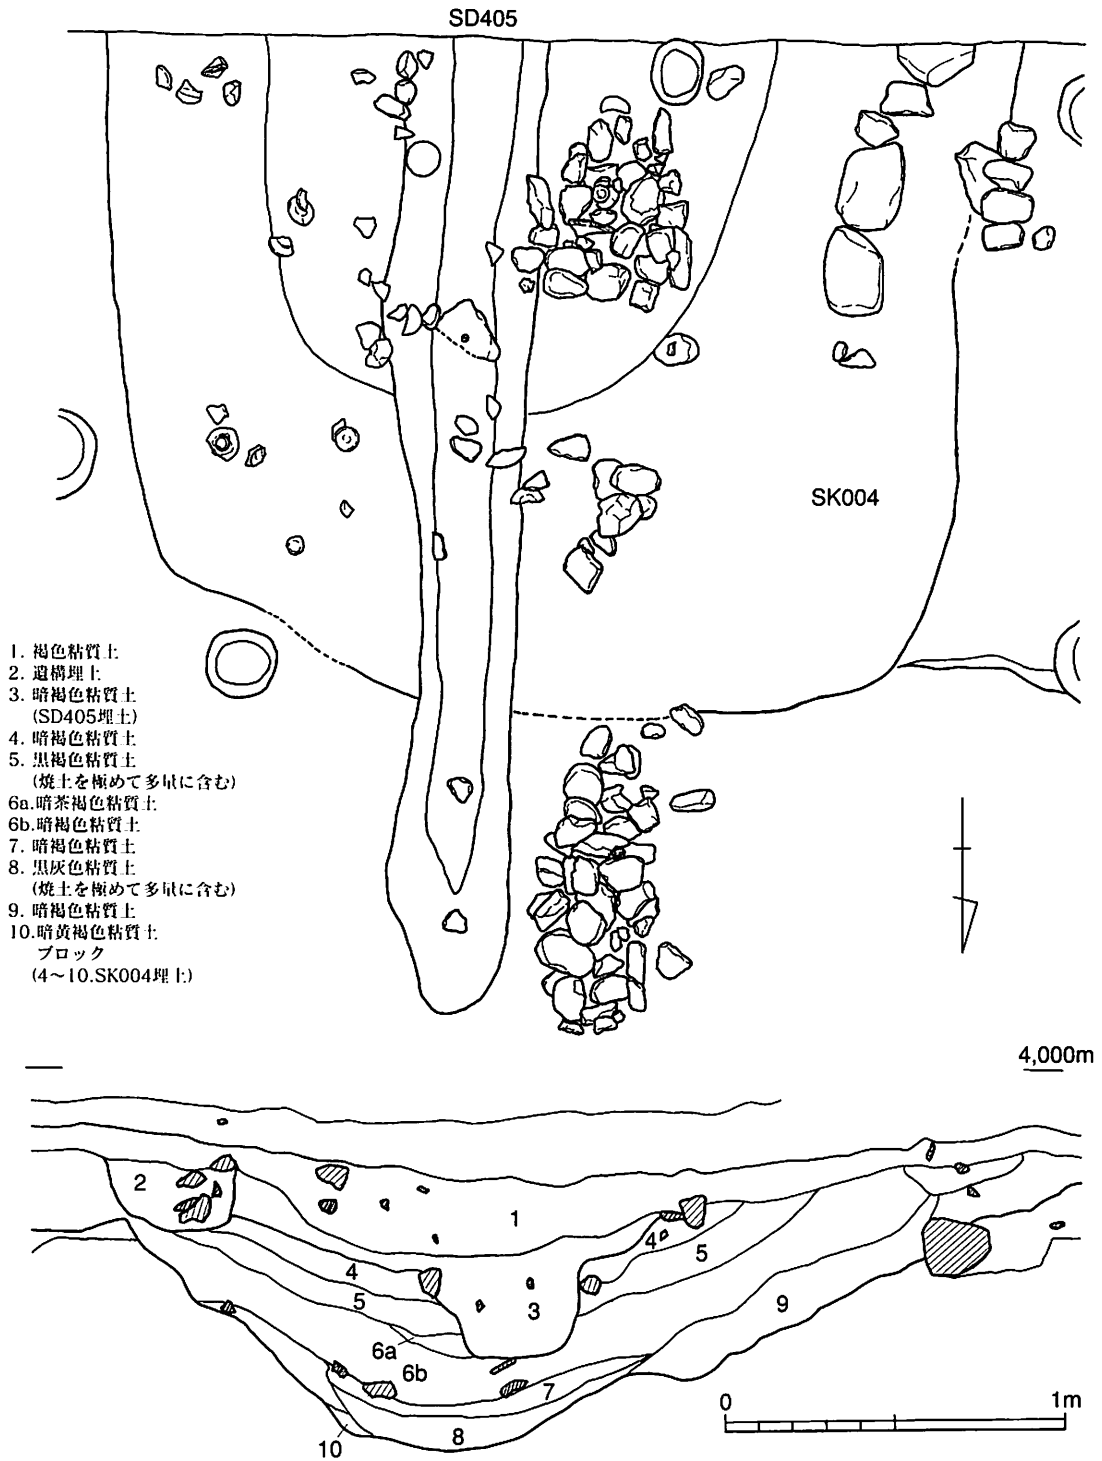 SD405
SK004
1. 褐色粘質土
2. 遺構埋土
3. 暗褐色粘質土
(SD405埋土)
4. 暗褐色粘質土
5. 黒褐色粘質土
(焼土を極めて多量に含む)
6a.暗茶褐色粘質土
6b.暗褐色粘質土
7. 暗褐色粘質土
8. 黒灰色粘質土
(焼土を極めて多量に含む)
9. 暗褐色粘質土
10.暗黄褐色粘質土
ブロック
(4〜10.SK004埋土)
4,000m
2
1
4
5
4
5
3
9
6a
6b
7
8
10
0
1m